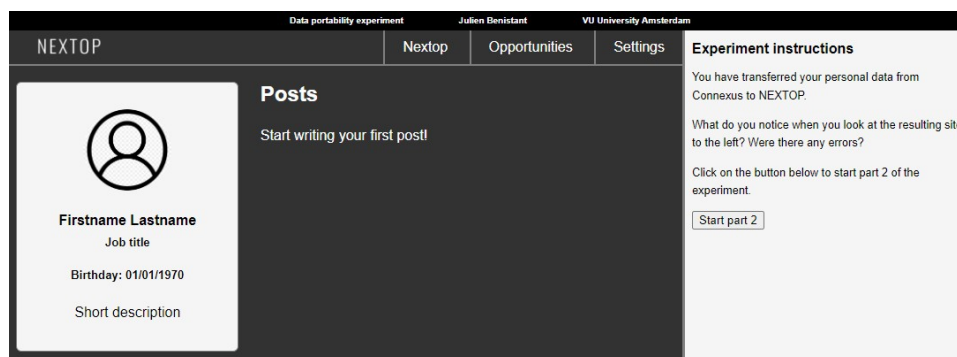 Data portability experiment Julien Benistant VU University Amsterdam
NEXTOP Nextop Opportunities Settings
Firstname Lastname
Job title
Birthday: 01/01/1970
Short description
Posts
Start writing your first post!
Experiment instructions
You have transferred your personal data from
Connexus to NEXTOP.
What do you notice when you look at the resulting
to the left? Were there any errors?
Click on the button below to start part 2 of the
experiment.
Start part 2